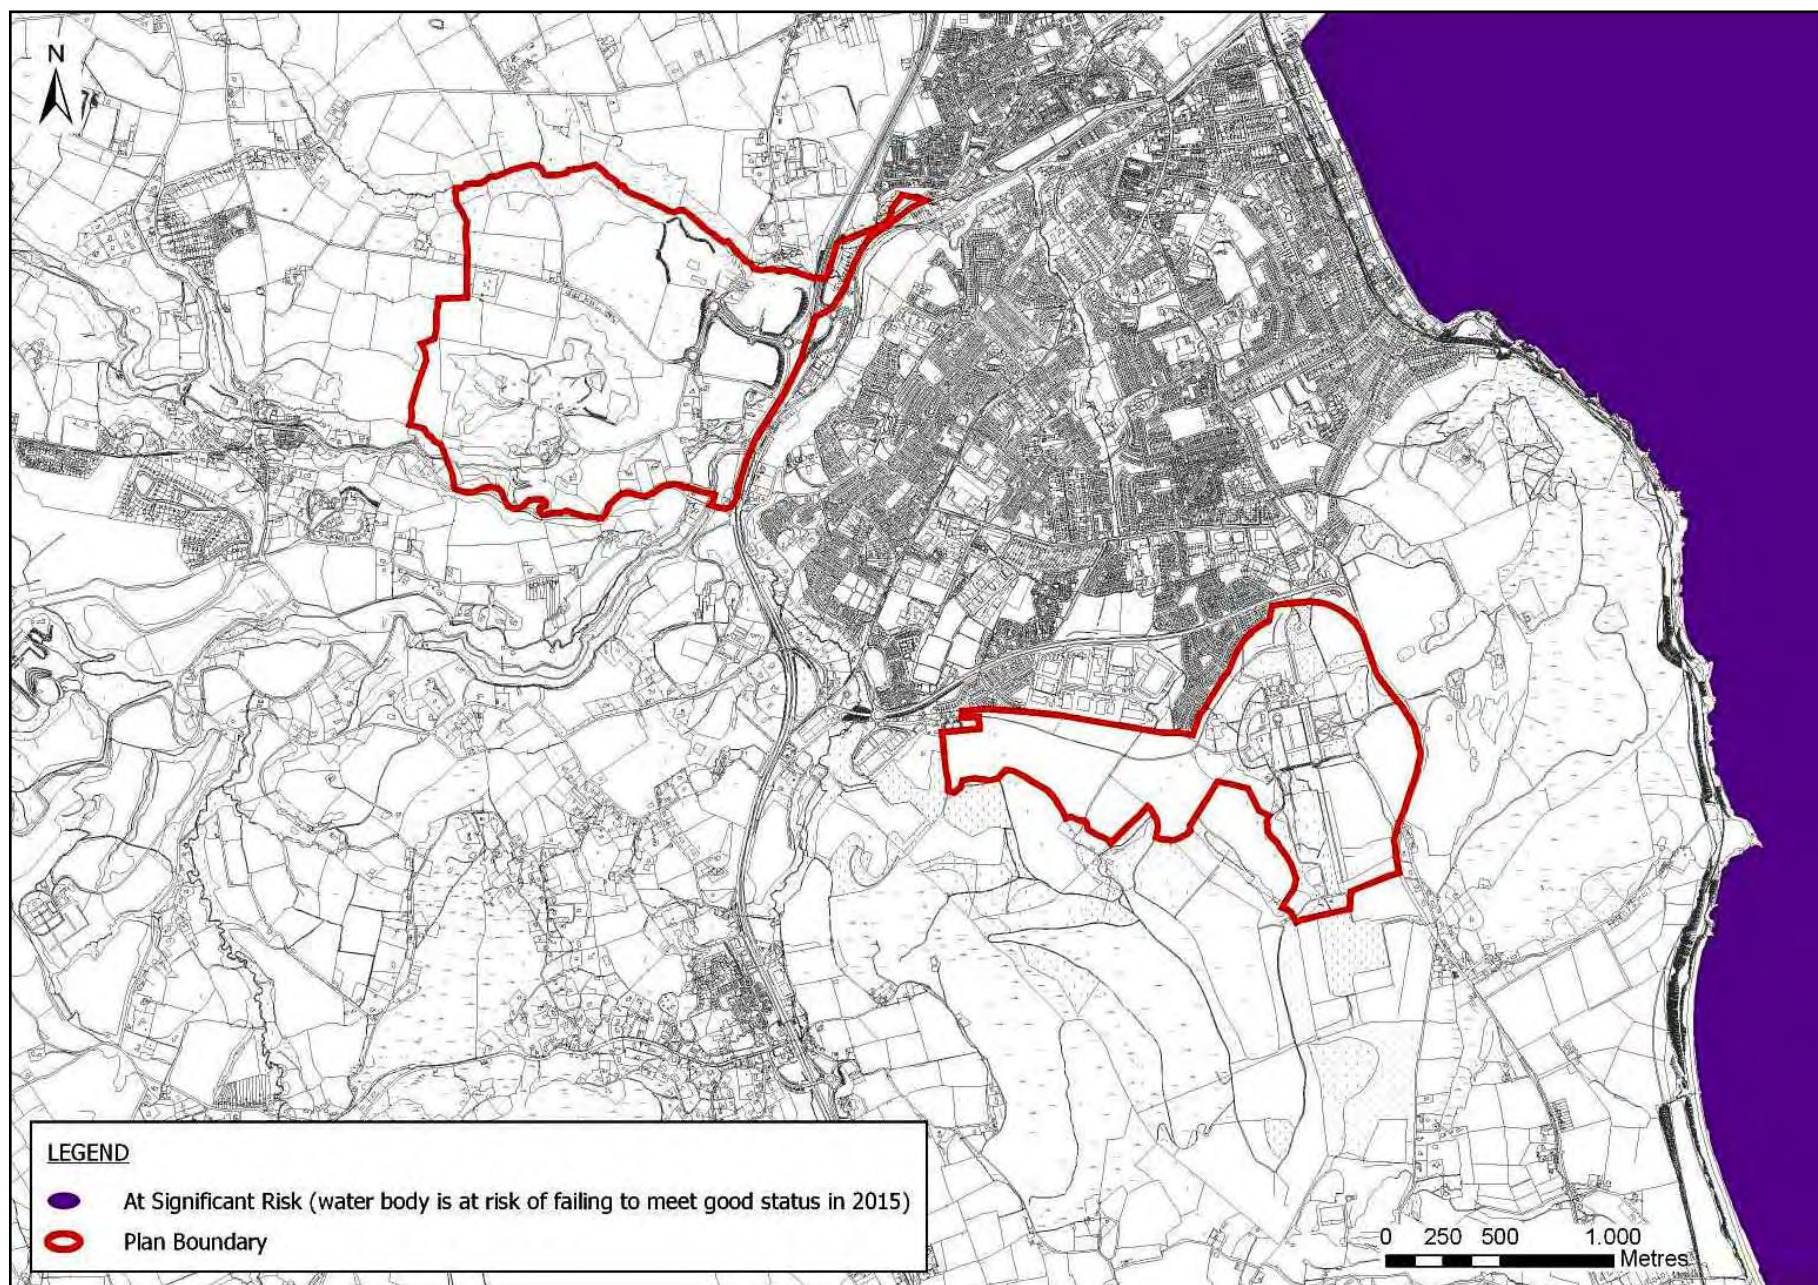 N
LEGEND
At Significant Risk (water body is at risk of failing to meet good status in 2015)
Plan Boundary
0 250 500 1.000
Metres